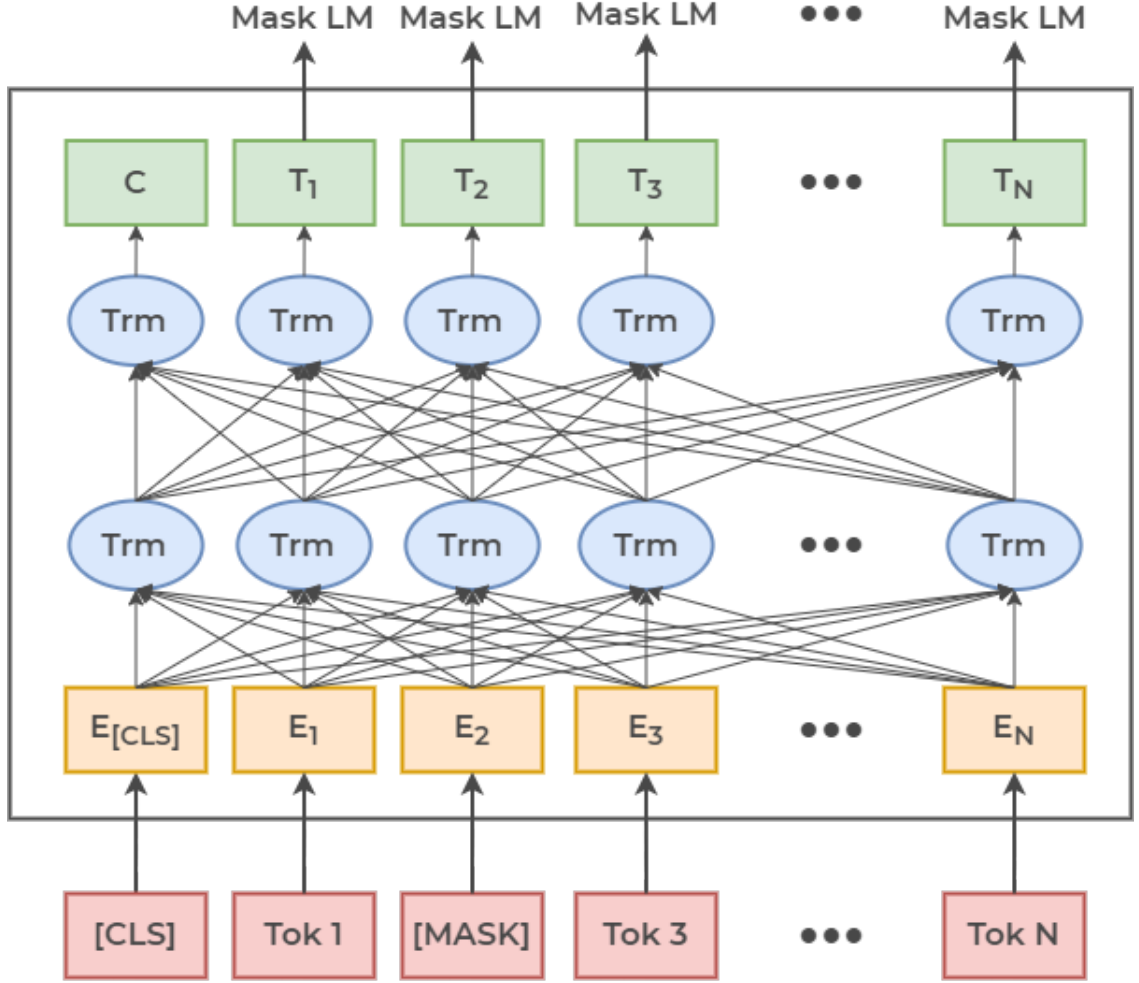 Mask LM Mask LM Mask LM ••• Mask LM
C T1 T2 T3 ••• TN
Trm Trm Trm Trm Trm
Trm Trm Trm Trm ••• Trm
E[CLS] E1 E2 E3 ••• EN
[CLS] Tok 1 [MASK] Tok 3 ••• Tok N